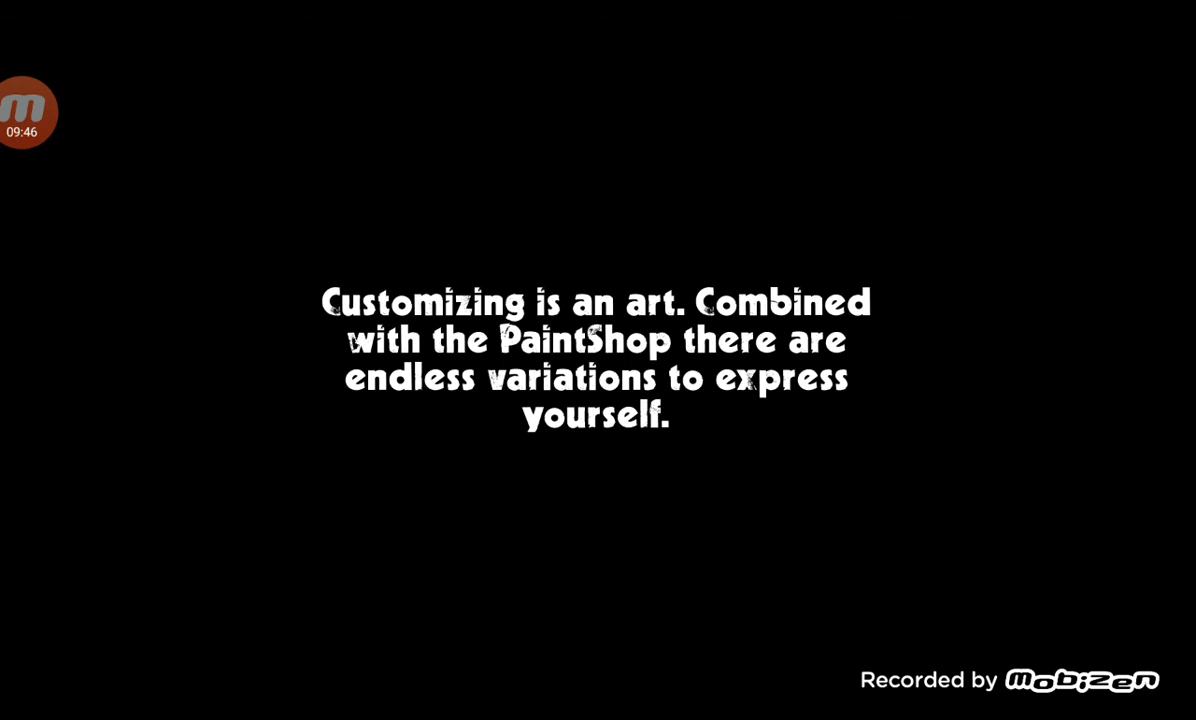 m
09:46
Customizing is an art. Combined
with the PaintShop there are
endless variations to express
yourself.
Recorded by mobizen